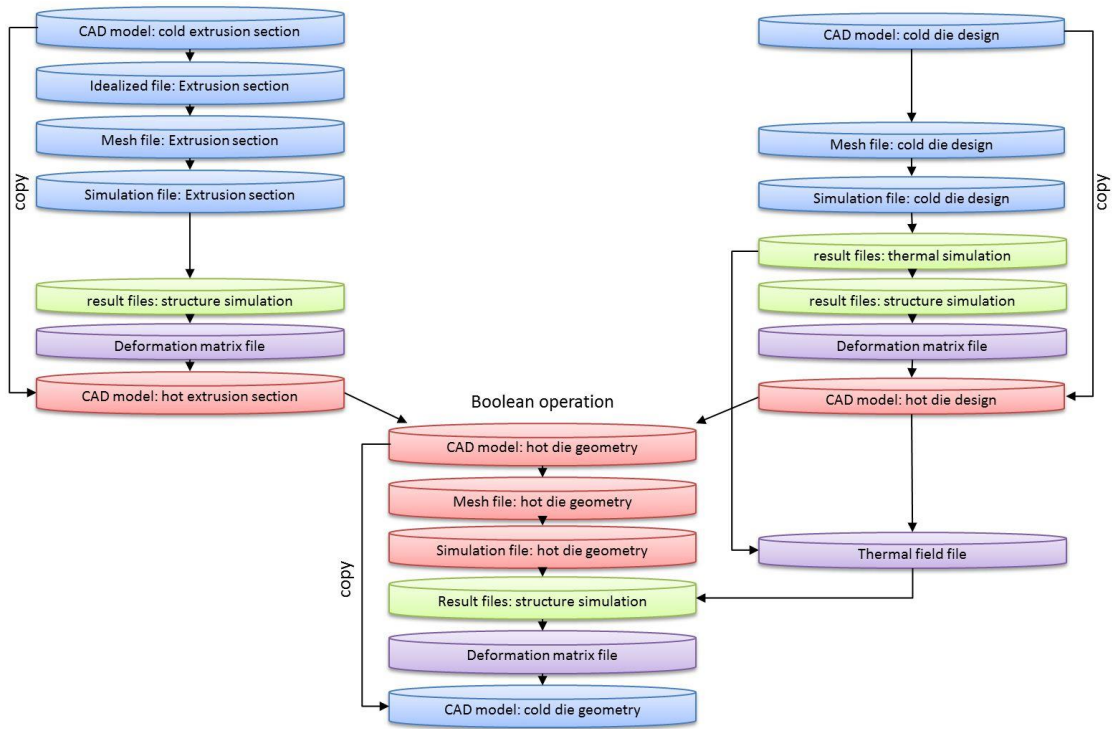 CAD model: cold extrusion section
Idealized file: Extrusion section
Mesh file: Extrusion section
Simulation file: Extrusion section
copy
result files: structure simulation
Deformation matrix file
CAD model: hot extrusion section
CAD model: cold die design
Mesh file: cold die design
Simulation file: cold die design
copy
result files: thermal simulation
result files: structure simulation
Deformation matrix file
CAD model: hot die design
Thermal field file
Boolean operation
CAD model: hot die geometry
Mesh file: hot die geometry
Simulation file: hot die geometry
copy
Result files: structure simulation
Deformation matrix file
CAD model: cold die geometry